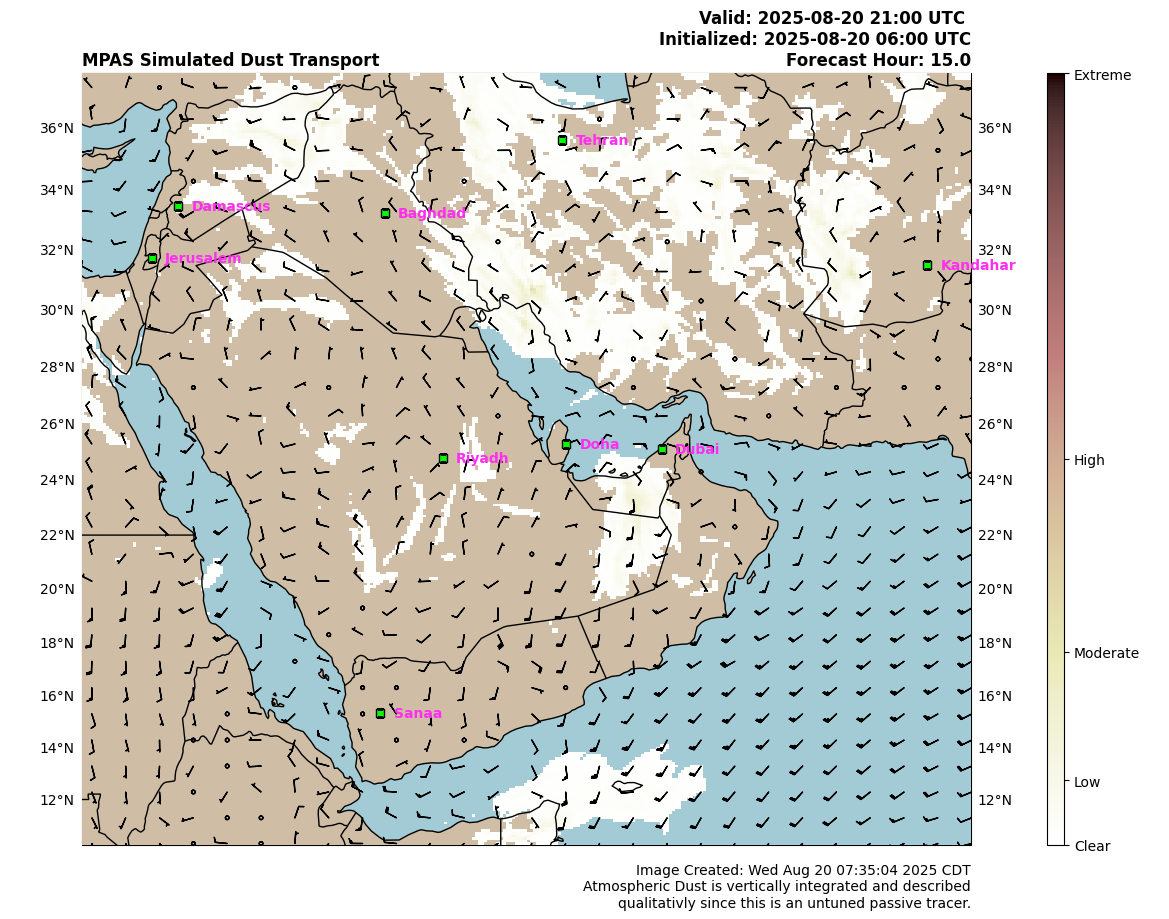 Valid: 2025-08-20 21:00 UTC
Initialized: 2025-08-20 06:00 UTC
MPAS Simulated Dust Transport
Forecast Hour: 15.0
Extreme
High
Moderate
Low
Clear
36°N
34°N
32°N
30°N
28°N
26°N
24°N
22°N
20°N
18°N
16°N
14°N
12°N
36°N
34°N
32°N
30°N
28°N
26°N
24°N
22°N
20°N
18°N
16°N
14°N
12°N
Tehran
Damascus
Baghdad
Jerusalem
Kandahar
Doha
Dubai
Riyadh
Sanaa
Image Created: Wed Aug 20 07:35:04 2025 CDT
Atmospheric Dust is vertically integrated and described
qualitativly since this is an untuned passive tracer.